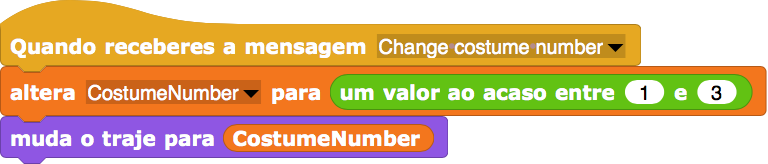 Quando receberes a mensagem Change costume number
altera CostumeNumber para um valor ao acaso entre 1 e 3
muda o traje para CostumeNumber